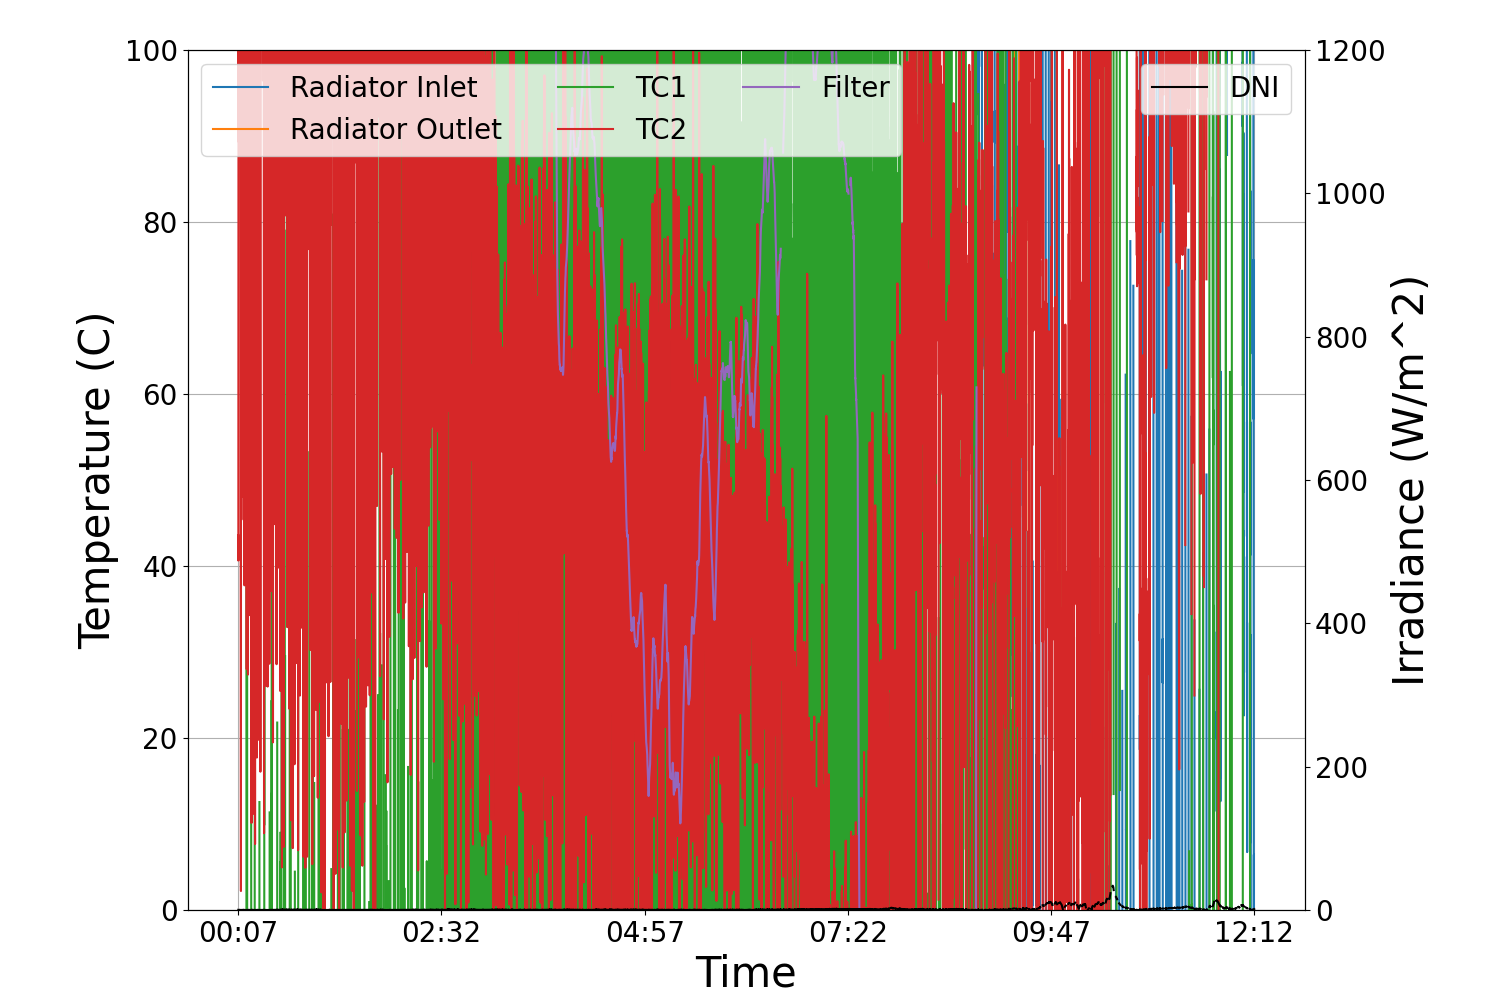 100
80
60
40
20
0
Temperature (C)
Radiator Inlet
Radiator Outlet
TC1
TC2
Filter
DNI
1200
1000
800
600
400
200
0
Irradiance (W/m^2)
00:07
02:32
04:57
07:22
09:47
12:12
Time